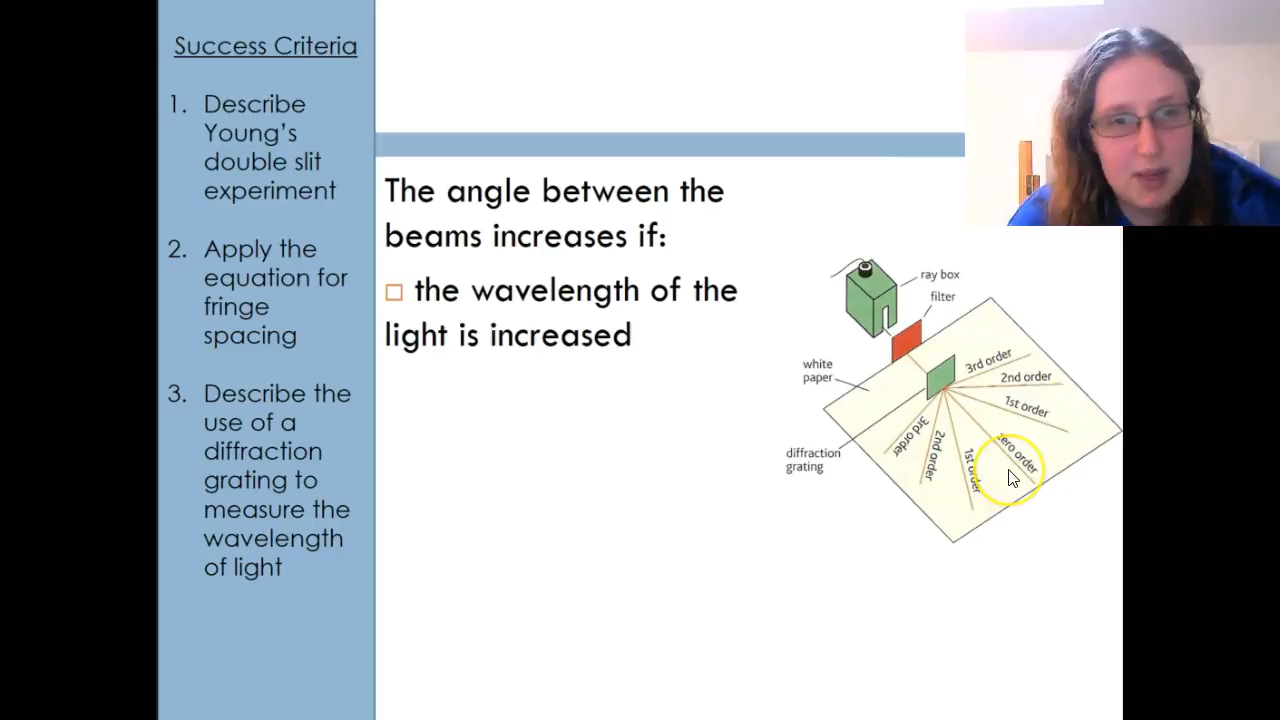 Success Criteria
1. Describe
Young's
double slit
experiment
2. Apply the
equation for
fringe
spacing
3. Describe the
use of a
diffraction
grating to
measure the
wavelength
of light
The angle between the
beams increases if:
the wavelength of the
light is increased
ray box
filter
white
paper
3rd order
2nd order
1st order
zero order
1st order
2nd order
3rd order
diffraction
grating